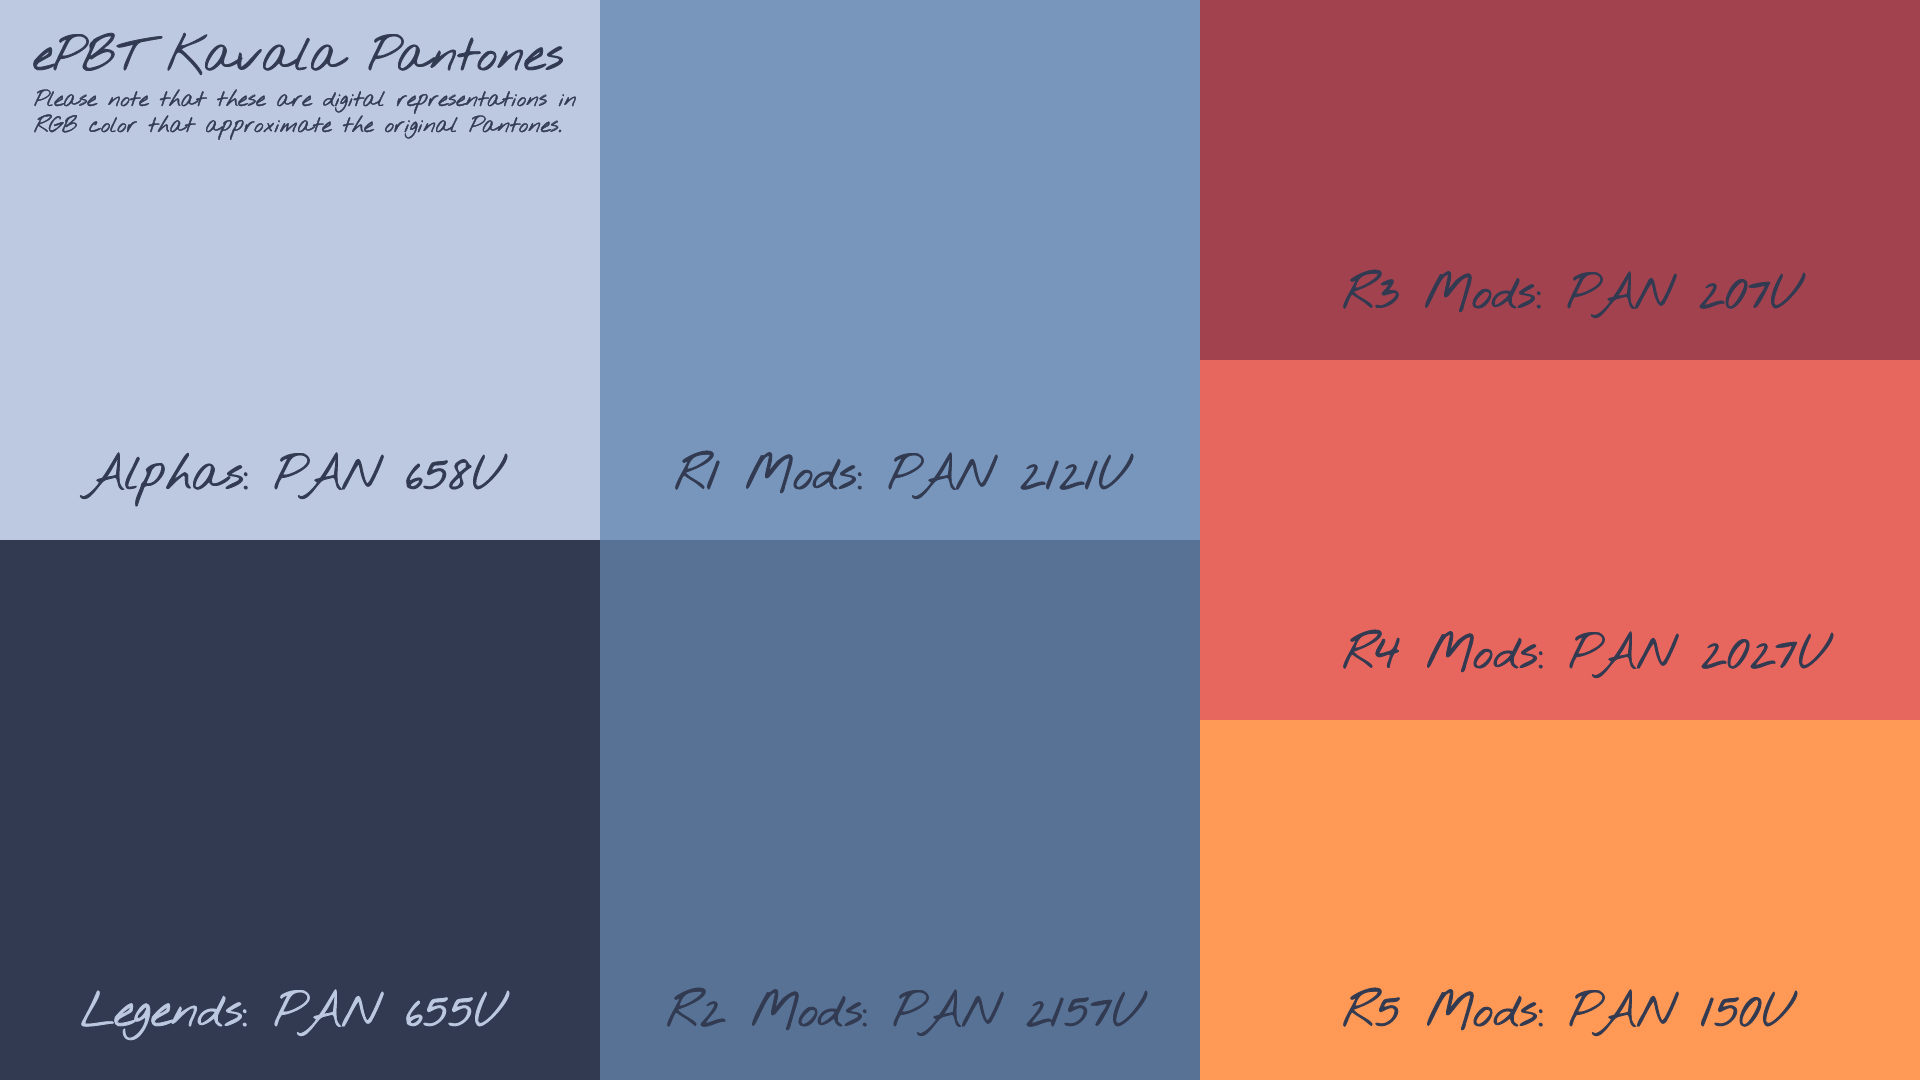 ePBT Kavala Pantones
Please note that these are digital representations in
RGB color that approximate the original Pantones.
Alphas: PAN 658U
Legends: PAN 655U
R1 Mods: PAN 2121U
R2 Mods: PAN 2157U
R3 Mods: PAN 207U
R4 Mods: PAN 2027U
R5 Mods: PAN 150U